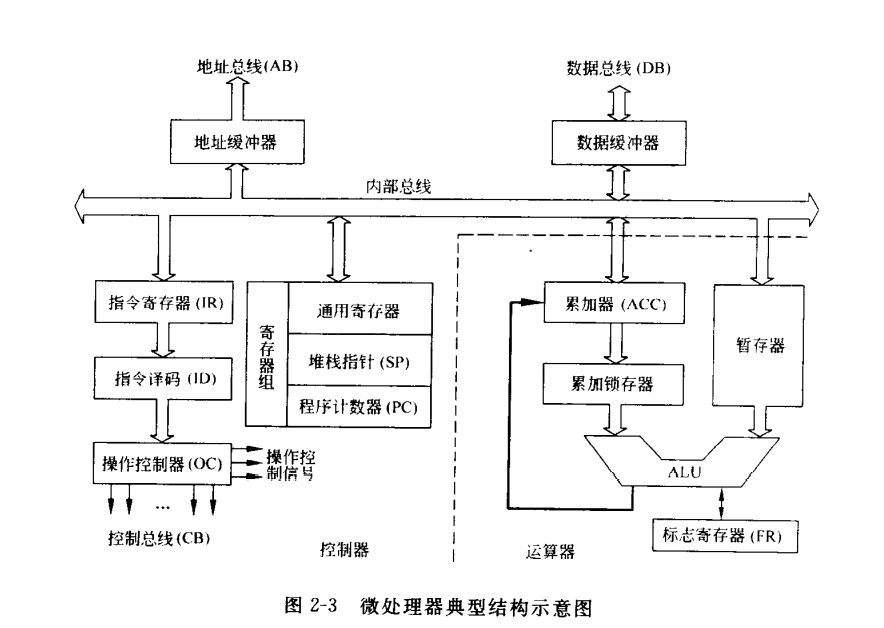 地址总线(AB)
数据总线(DB)
地址缓冲器
数据缓冲器
内部总线
指令寄存器(IR)
指令译码(ID)
操作控制器(OC)
操作控
制信号
...
控制总线(CB)
寄存器组
通用寄存器
堆栈指针(SP)
程序计数器(PC)
控制器
累加器(ACC)
累加锁存器
暂存器
ALU
标志寄存器(FR)
运算器
图 2-3 微处理器典型结构示意图